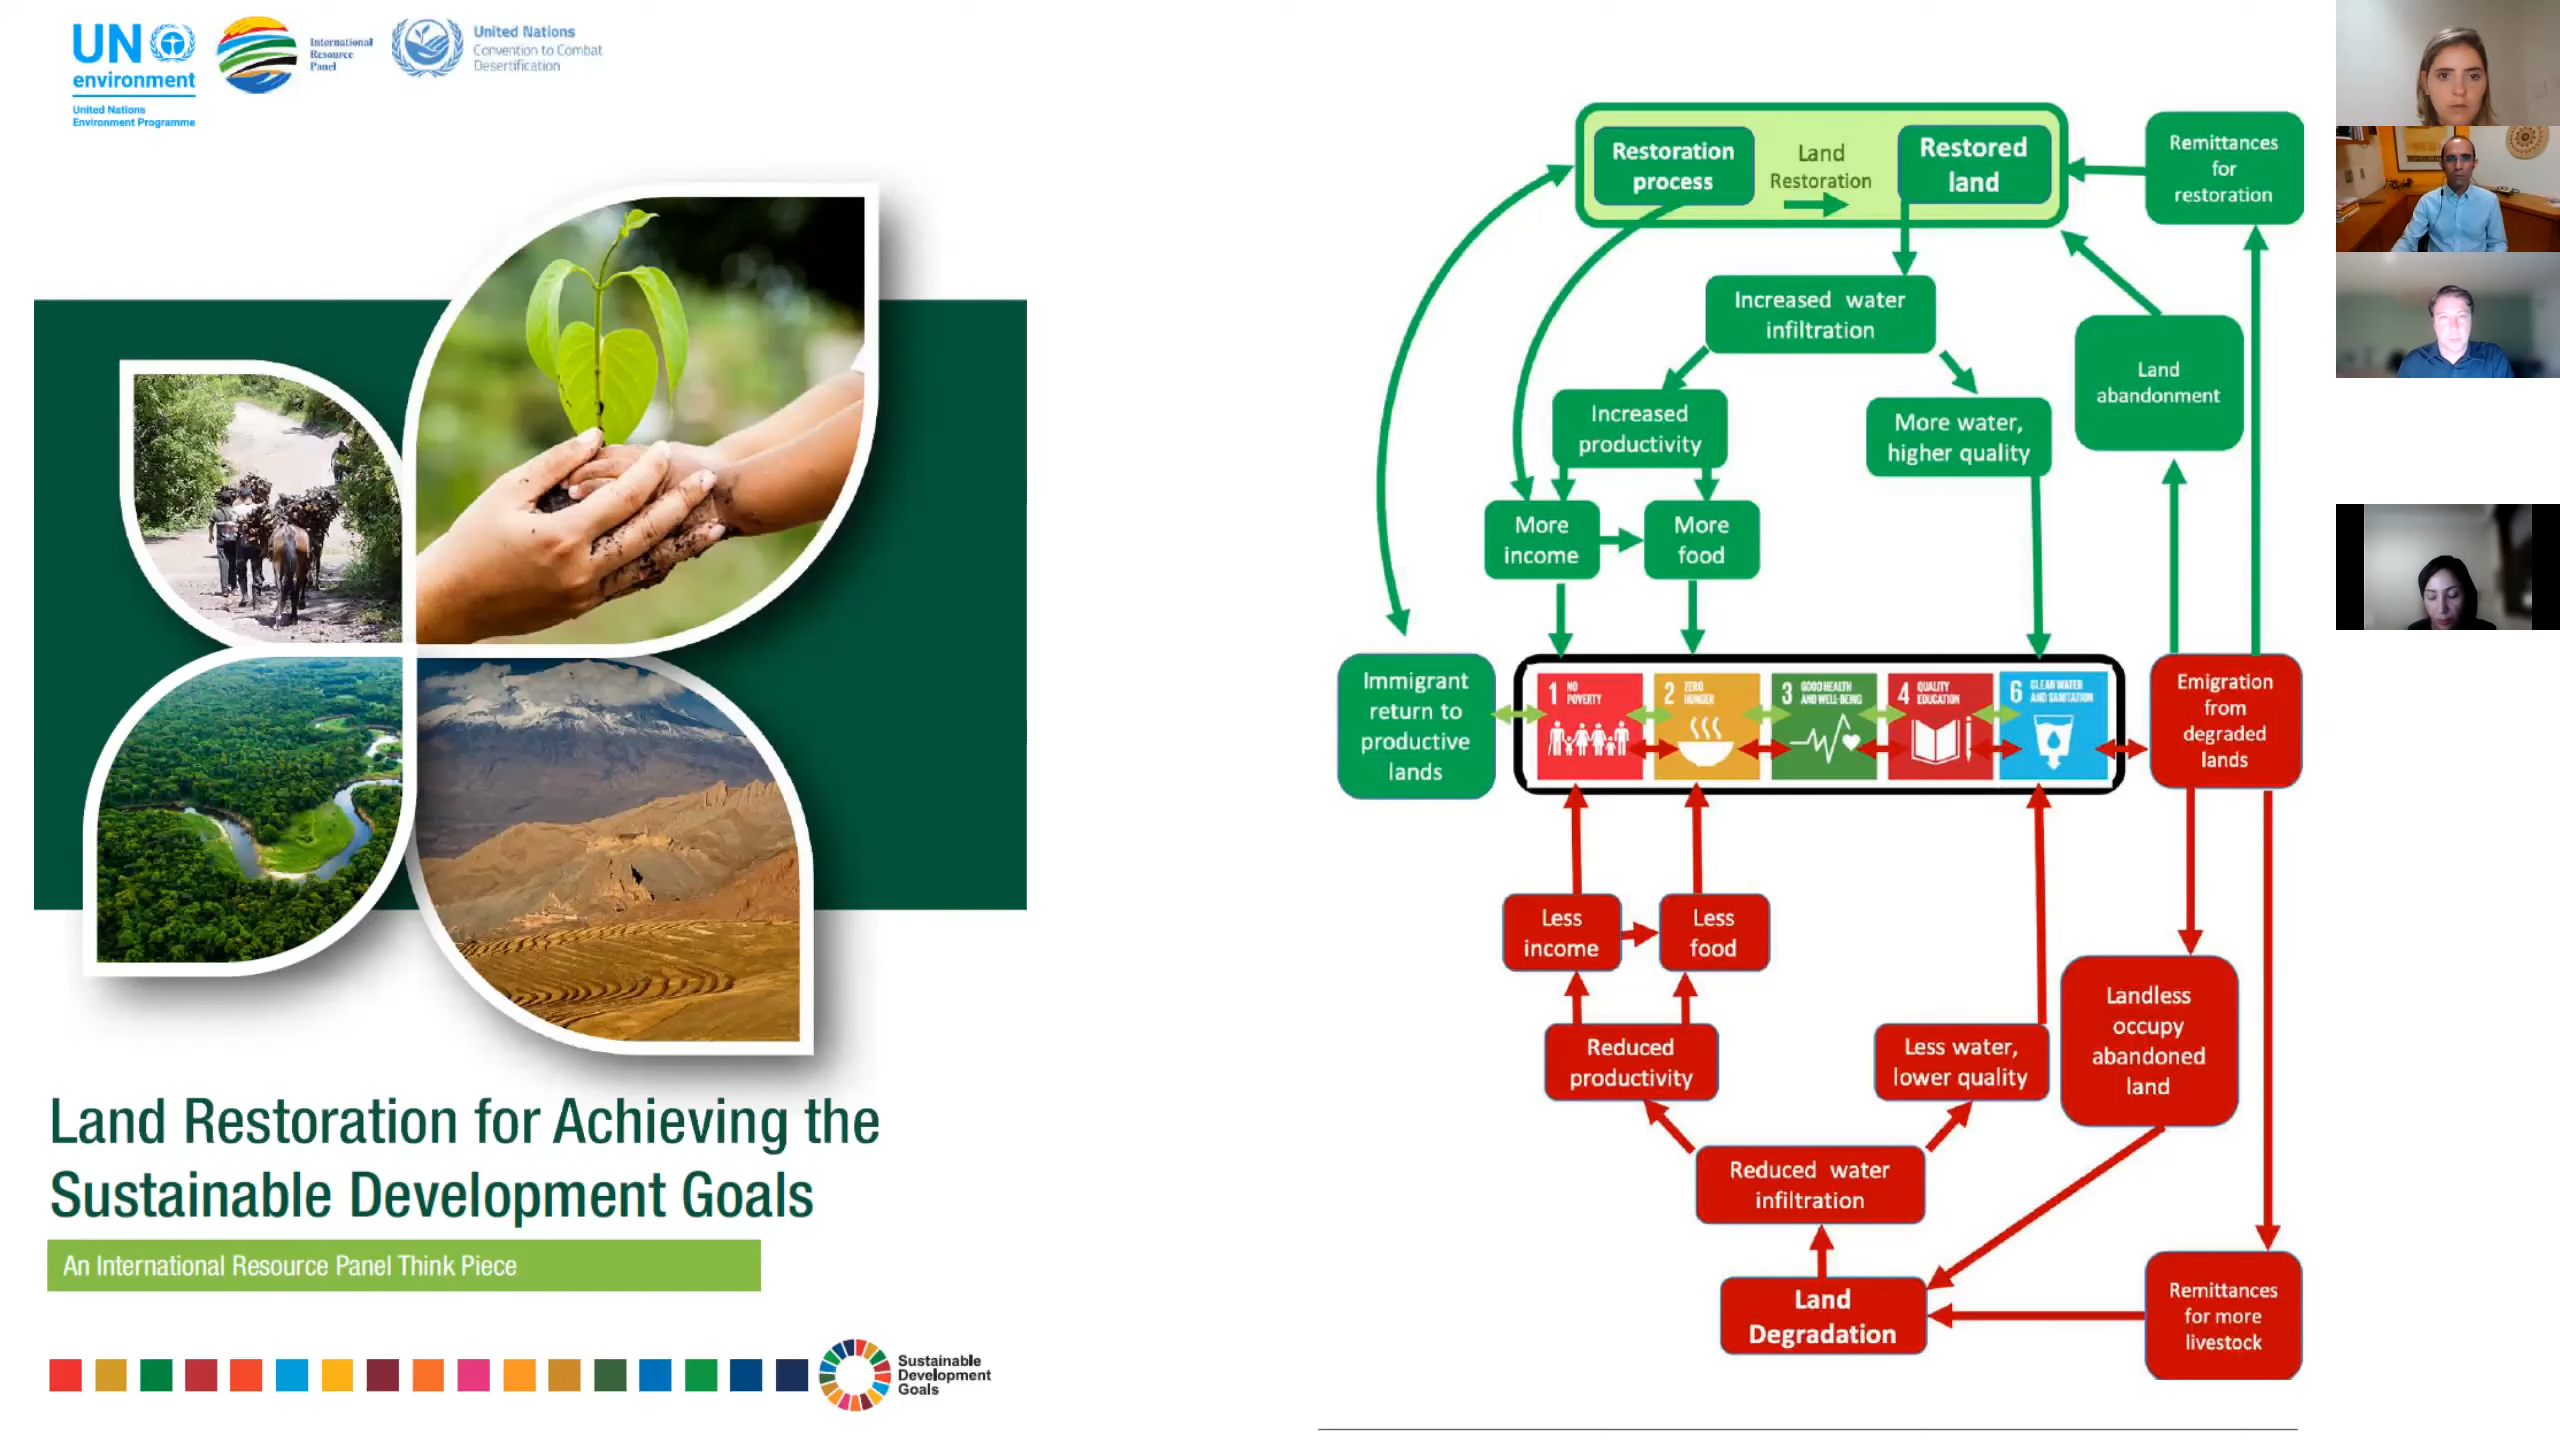 UN
environment
United Nations
Environment Programme
International
Resource
Panel
United Nations
Convention to Combat
Desertification
Land Restoration for Achieving the
Sustainable Development Goals
An International Resource Panel Think Piece
Sustainable
Development
Goals
Restoration
process
Land
Restoration
Restored
land
Remittances
for
restoration
Increased water
infiltration
Land
abandonment
Increased
productivity
More water,
higher quality
More
income
More
food
Immigrant
return to
productive
lands
1 NO
POVERTY
2 ZERO
HUNGER
3 GOOD HEALTH
AND WELL-BEING
4 QUALITY
EDUCATION
6 CLEAN WATER
AND SANITATION
Emigration
from
degraded
lands
Less
income
Less
food
Reduced
productivity
Less water,
lower quality
Landless
occupy
abandoned
land
Reduced water
infiltration
Land
Degradation
Remittances
for more
livestock